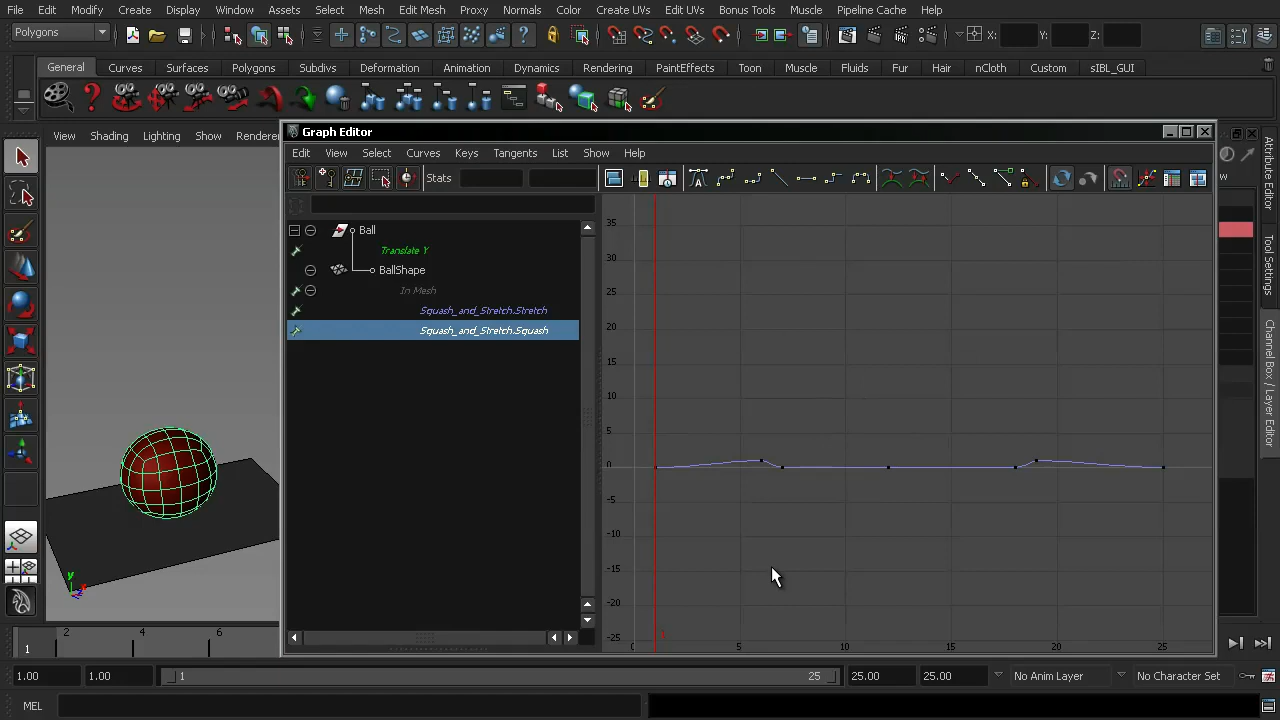 File Edit Modify Create Display Window Assets Select Mesh Edit Mesh Proxy Normals Color Create UVs Edit UVs Bonus Tools Muscle Pipeline Cache Help
Polygons X: Y: Z:
General Curves Surfaces Polygons Subdivs Deformation Animation Dynamics Rendering PaintEffects Toon Muscle Fluids Fur Hair nCloth Custom sIBL_GUI
View Shading Lighting Show Renderer
Graph Editor
Edit View Select Curves Keys Tangents List Show Help
Stats
Ball
Translate Y
BallShape
In Mesh
Squash_and_Stretch.Stretch
Squash_and_Stretch.Squash
35
30
25
20
15
10
5
0
-5
-10
-15
-20
-25
0 5 10 15 20 25
1
w
Attribute Editor
Tool Settings
Channel Box / Layer Editor
y
1 2 4 6
1.00 1.00 1 25 25.00 25.00 No Anim Layer No Character Set
MEL